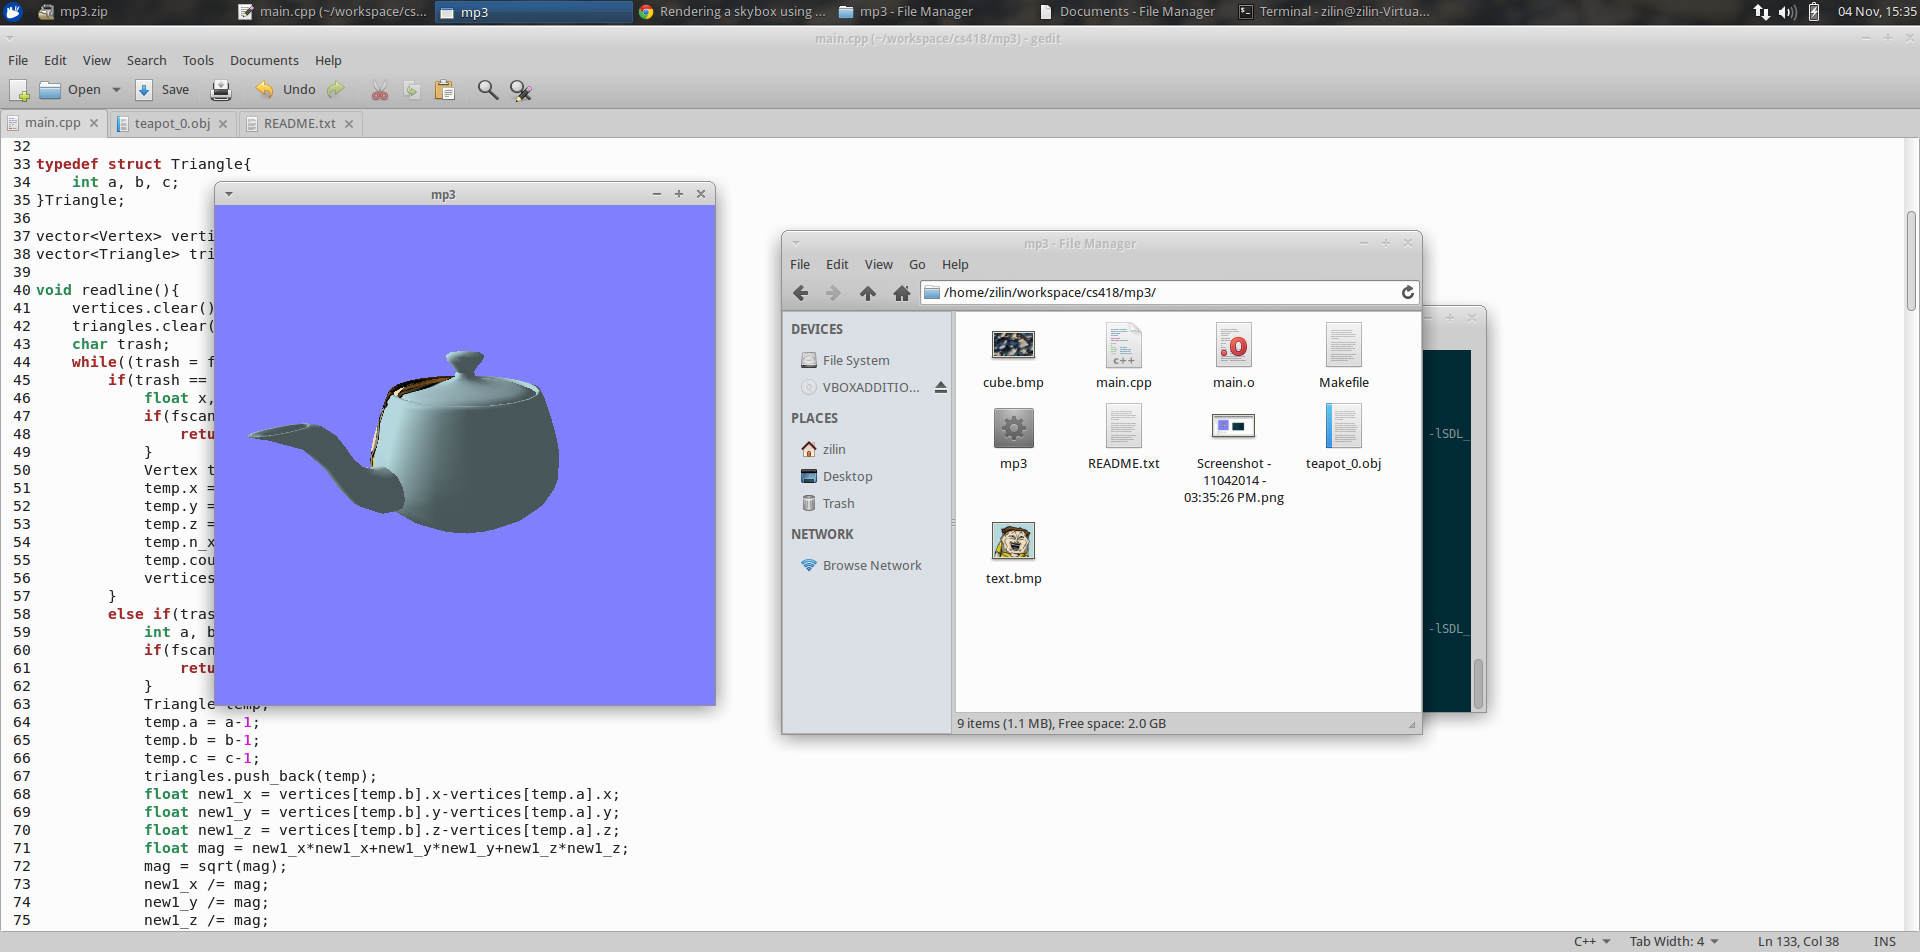 mp3.zip
main.cpp (~/workspace/cs...
mp3
Rendering a skybox using ...
mp3 - File Manager
Documents - File Manager
Terminal - zilin@zilin-Virtua...
04 Nov, 15:35
main.cpp (~/workspace/cs418/mp3) - gedit
File Edit View Search Tools Documents Help
Open Save Undo
main.cpp
teapot_0.obj
README.txt
32
33 typedef struct Triangle{
34 int a, b, c;
35 }Triangle;
36
37 vector<Vertex> verti
38 vector<Triangle> tri
39
40 void readline(){
41 vertices.clear()
42 triangles.clear(
43 char trash;
44 while((trash = f
45 if(trash ==
46 float x,
47 if(fscan
48 retu
49 }
50 Vertex t
51 temp.x =
52 temp.y =
53 temp.z =
54 temp.n_x
55 temp.cou
56 vertices
57 }
58 else if(tras
59 int a, b
60 if(fscan
61 retu
62 }
63 Triangle temp;
64 temp.a = a-1;
65 temp.b = b-1;
66 temp.c = c-1;
67 triangles.push_back(temp);
68 float new1_x = vertices[temp.b].x-vertices[temp.a].x;
69 float new1_y = vertices[temp.b].y-vertices[temp.a].y;
70 float new1_z = vertices[temp.b].z-vertices[temp.a].z;
71 float mag = new1_x*new1_x+new1_y*new1_y+new1_z*new1_z;
72 mag = sqrt(mag);
73 new1_x /= mag;
74 new1_y /= mag;
75 new1_z /= mag;
mp3
mp3 - File Manager
File Edit View Go Help
/home/zilin/workspace/cs418/mp3/
DEVICES
File System
VBOXADDITIO...
PLACES
zilin
Desktop
Trash
NETWORK
Browse Network
cube.bmp
main.cpp
main.o
Makefile
mp3
README.txt
Screenshot -
11042014 -
03:35:26 PM.png
teapot_0.obj
text.bmp
9 items (1.1 MB), Free space: 2.0 GB
-lSDL_
-lSDL_
C++ Tab Width: 4 Ln 133, Col 38 INS